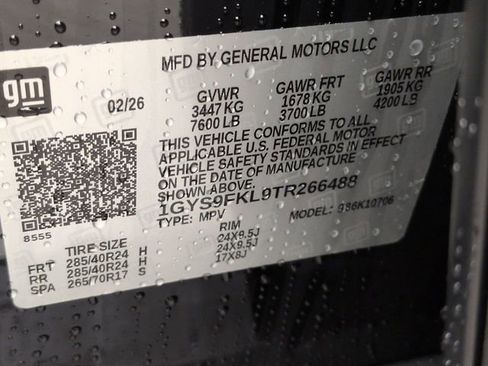 gm
MFD BY GENERAL MOTORS LLC
02/26
GVWR GAWR FRT GAWR RR
3447 KG 1678 KG 1905 KG
7600 LB 3700 LB 4200 LB
THIS VEHICLE CONFORMS TO ALL
APPLICABLE U.S. FEDERAL MOTOR
VEHICLE SAFETY STANDARDS IN EFFECT
ON THE DATE OF MANUFACTURE
SHOWN ABOVE.
1GYS9FKL9TR266488
TYPE: MPV MODEL: 986K10706
8555
TIRE SIZE RIM
FRT 285/40R24 H 24X9.5J
RR 285/40R24 H 24X9.5J
SPA 265/70R17 S 17X8J